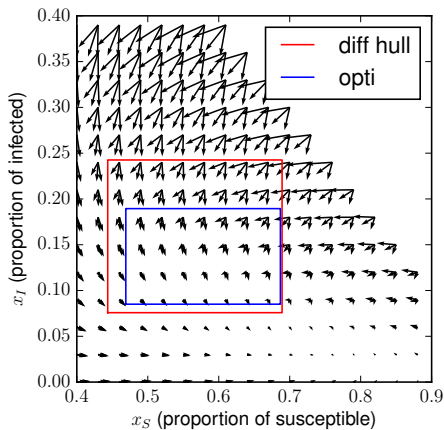 0.40
0.35
0.30
0.25
0.20
0.15
0.10
0.05
0.00
x_I (proportion of infected)
diff hull
opti
0.4 0.5 0.6 0.7 0.8 0.9
x_S (proportion of susceptible)